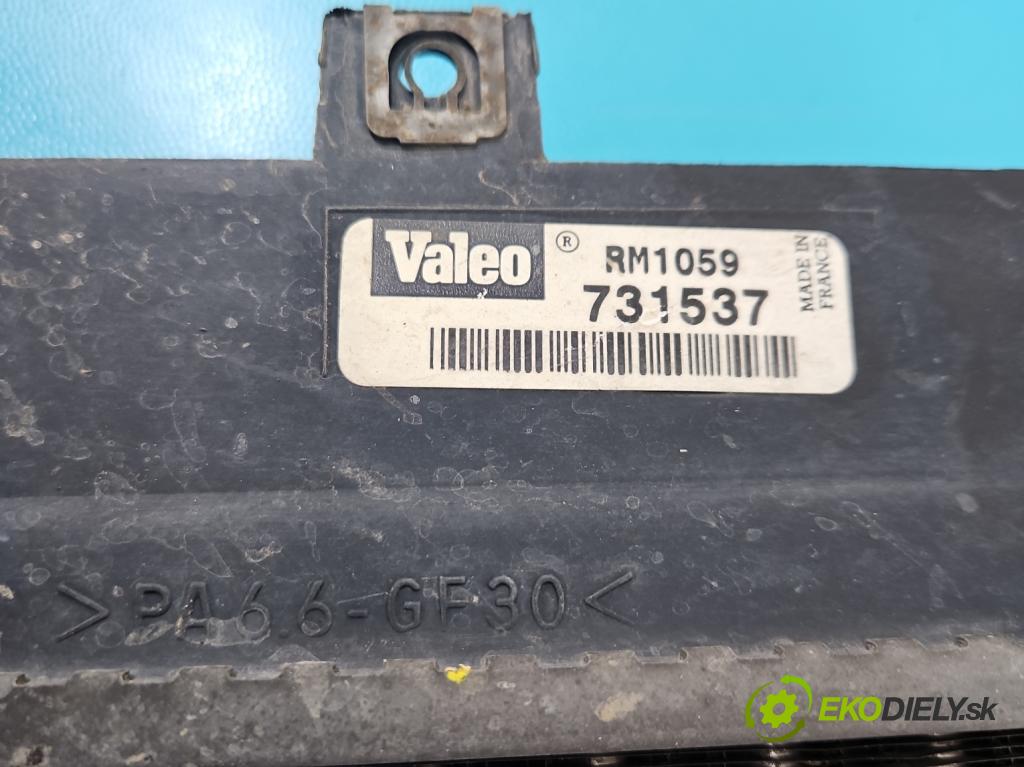 Valeo ® RM1059
731537
MADE IN
FRANCE
>PA6.6-GF30<
EKODIELY.sk